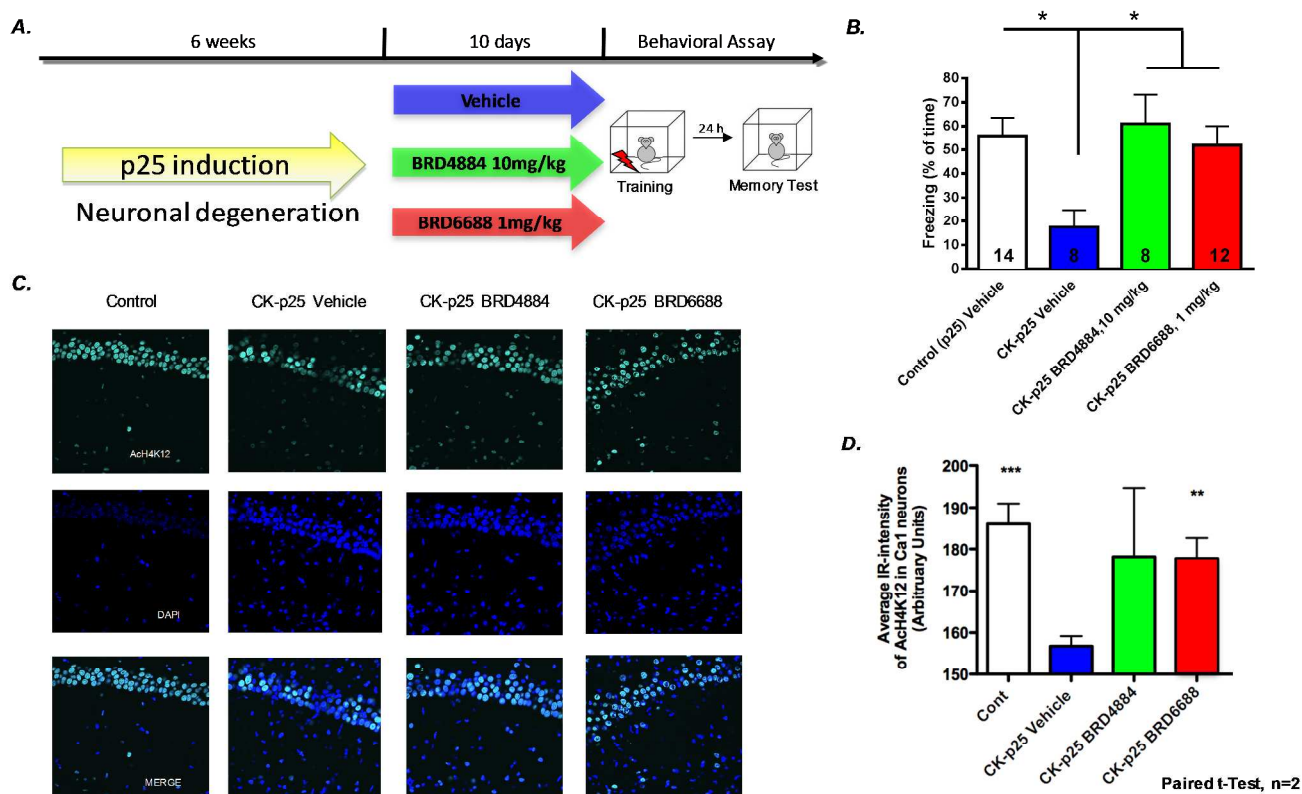 A.
6 weeks
10 days
Behavioral Assay
p25 induction
Neuronal degeneration
Vehicle
BRD4884 10mg/kg
BRD6688 1mg/kg
24 h
Training
Memory Test
B.
*
*
Freezing (% of time)
80
70
60
50
40
30
20
10
0
14
8
8
12
Control (p25) Vehicle
CK-p25 Vehicle
CK-p25 BRD4884,10 mg/kg
CK-p25 BRD6688, 1 mg/kg
C.
Control
CK-p25 Vehicle
CK-p25 BRD4884
CK-p25 BRD6688
AcH4K12
DAPI
MERGE
D.
Average IR-intensity
of AcH4K12 in Ca1 neurons
(Arbitruary Units)
200
190
180
170
160
150
***
**
Cont
CK-p25 Vehicle
CK-p25 BRD4884
CK-p25 BRD6688
Paired t-Test, n=2